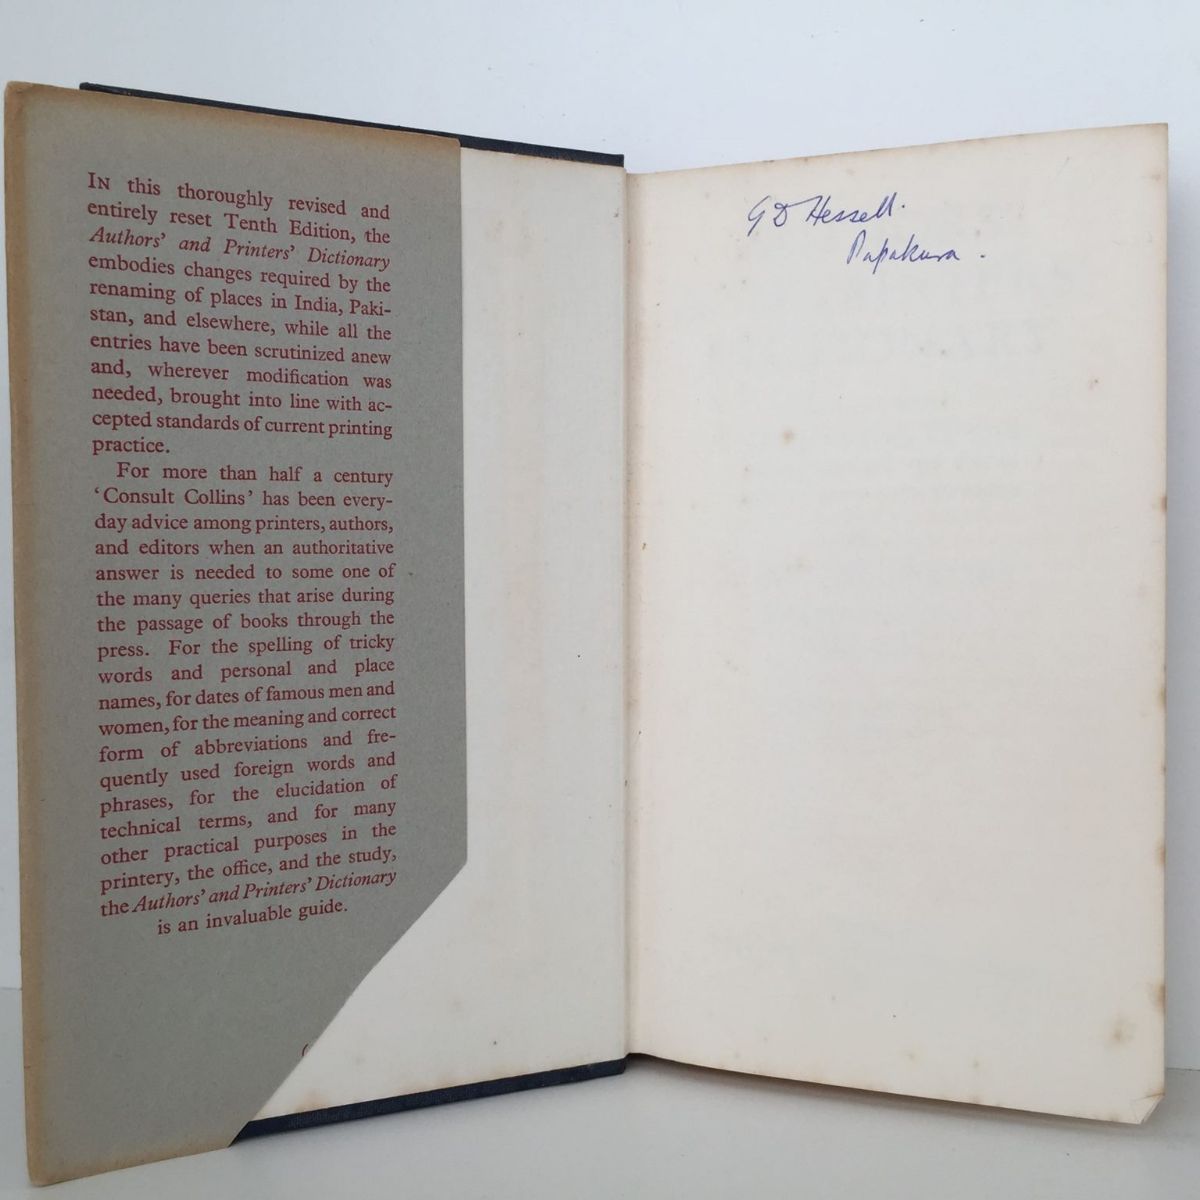 IN this thoroughly revised and
entirely reset Tenth Edition, the
Authors' and Printers' Dictionary
embodies changes required by the
renaming of places in India, Paki-
stan, and elsewhere, while all the
entries have been scrutinized anew
and, wherever modification was
needed, brought into line with ac-
cepted standards of current printing
practice.
For more than half a century
‘Consult Collins’ has been every-
day advice among printers, authors,
and editors when an authoritative
answer is needed to some one of
the many queries that arise during
the passage of books through the
press. For the spelling of tricky
words and personal and place
names, for dates of famous men and
women, for the meaning and correct
form of abbreviations and fre-
quently used foreign words and
phrases, for the elucidation of
technical terms, and for many
other practical purposes in the
printery, the office, and the study,
the Authors' and Printers' Dictionary
is an invaluable guide.
G D Hessell.
Papakura.